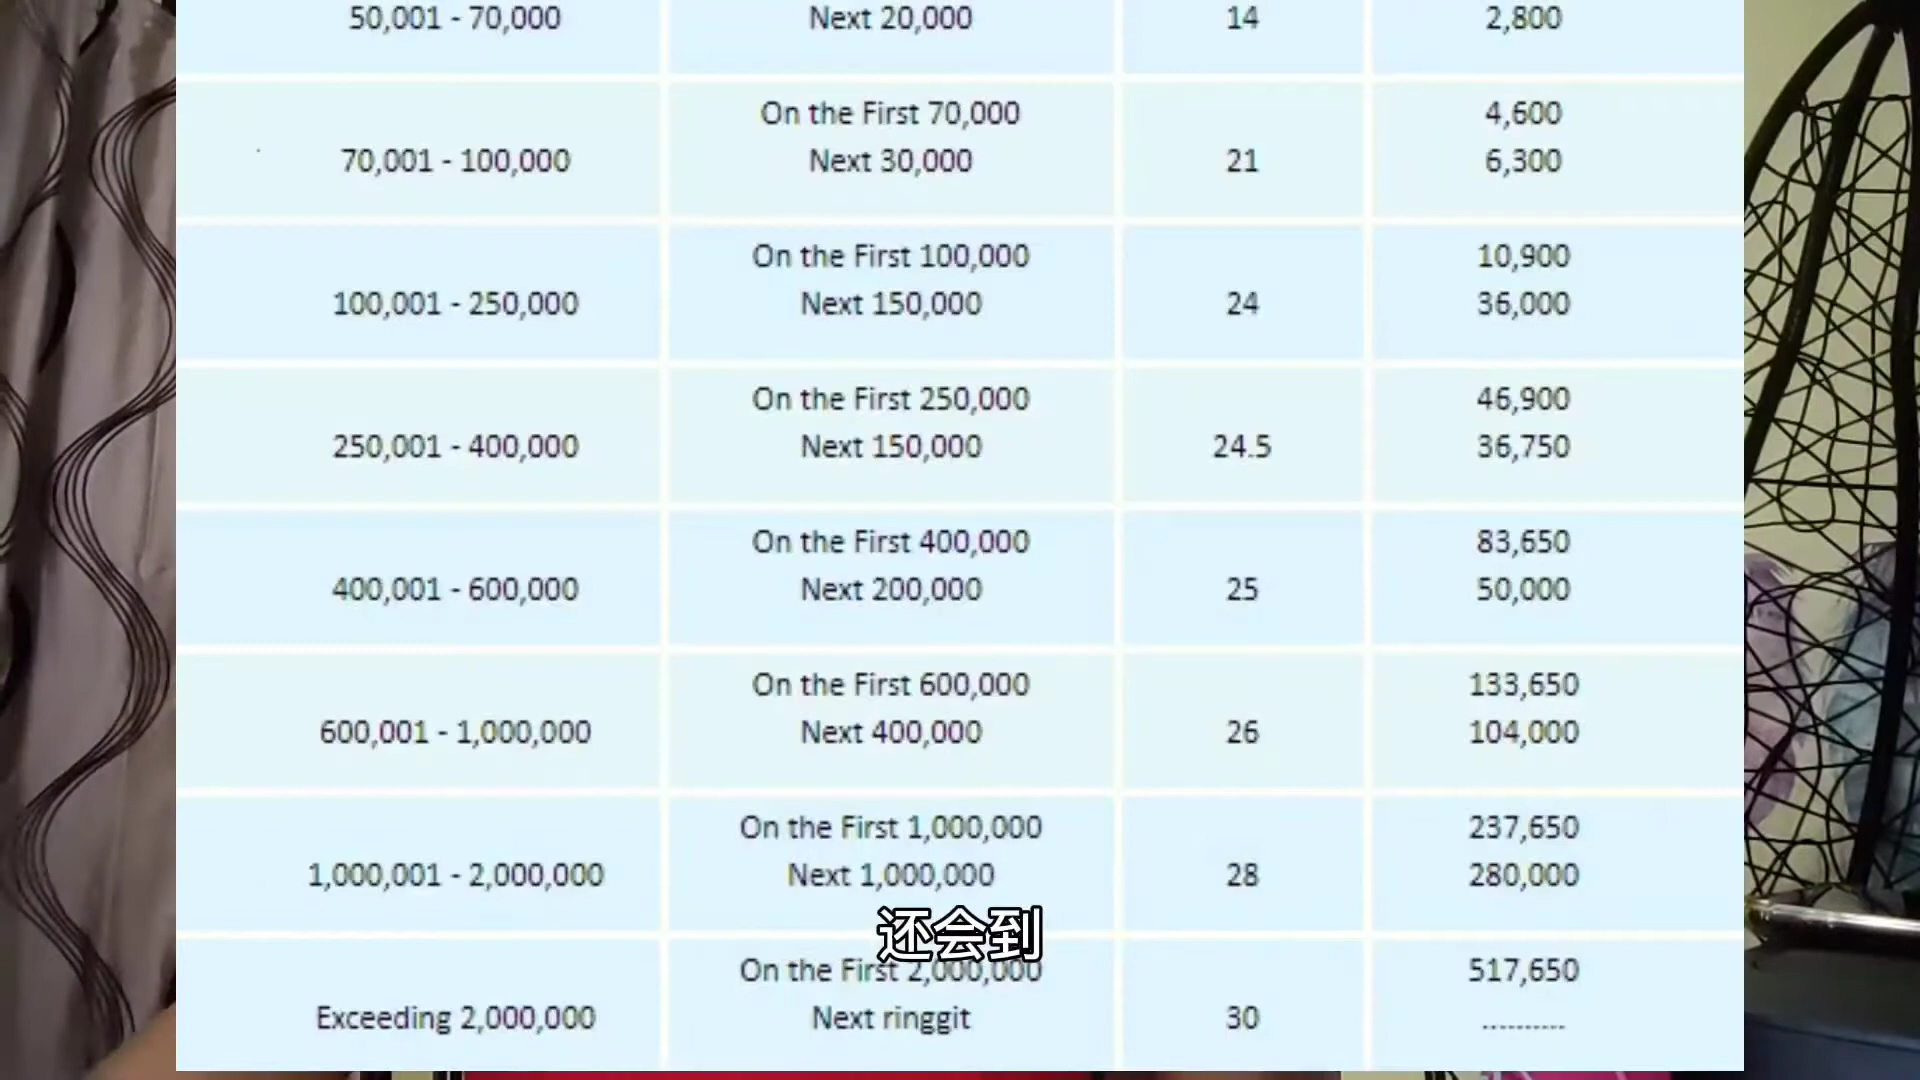 50,001 - 70,000 Next 20,000 14 2,800
On the First 70,000 4,600
70,001 - 100,000 Next 30,000 21 6,300
On the First 100,000 10,900
100,001 - 250,000 Next 150,000 24 36,000
On the First 250,000 46,900
250,001 - 400,000 Next 150,000 24.5 36,750
On the First 400,000 83,650
400,001 - 600,000 Next 200,000 25 50,000
On the First 600,000 133,650
600,001 - 1,000,000 Next 400,000 26 104,000
On the First 1,000,000 237,650
1,000,001 - 2,000,000 Next 1,000,000 28 280,000
还会到
On the First 2,000,000 517,650
Exceeding 2,000,000 Next ringgit 30 ..........